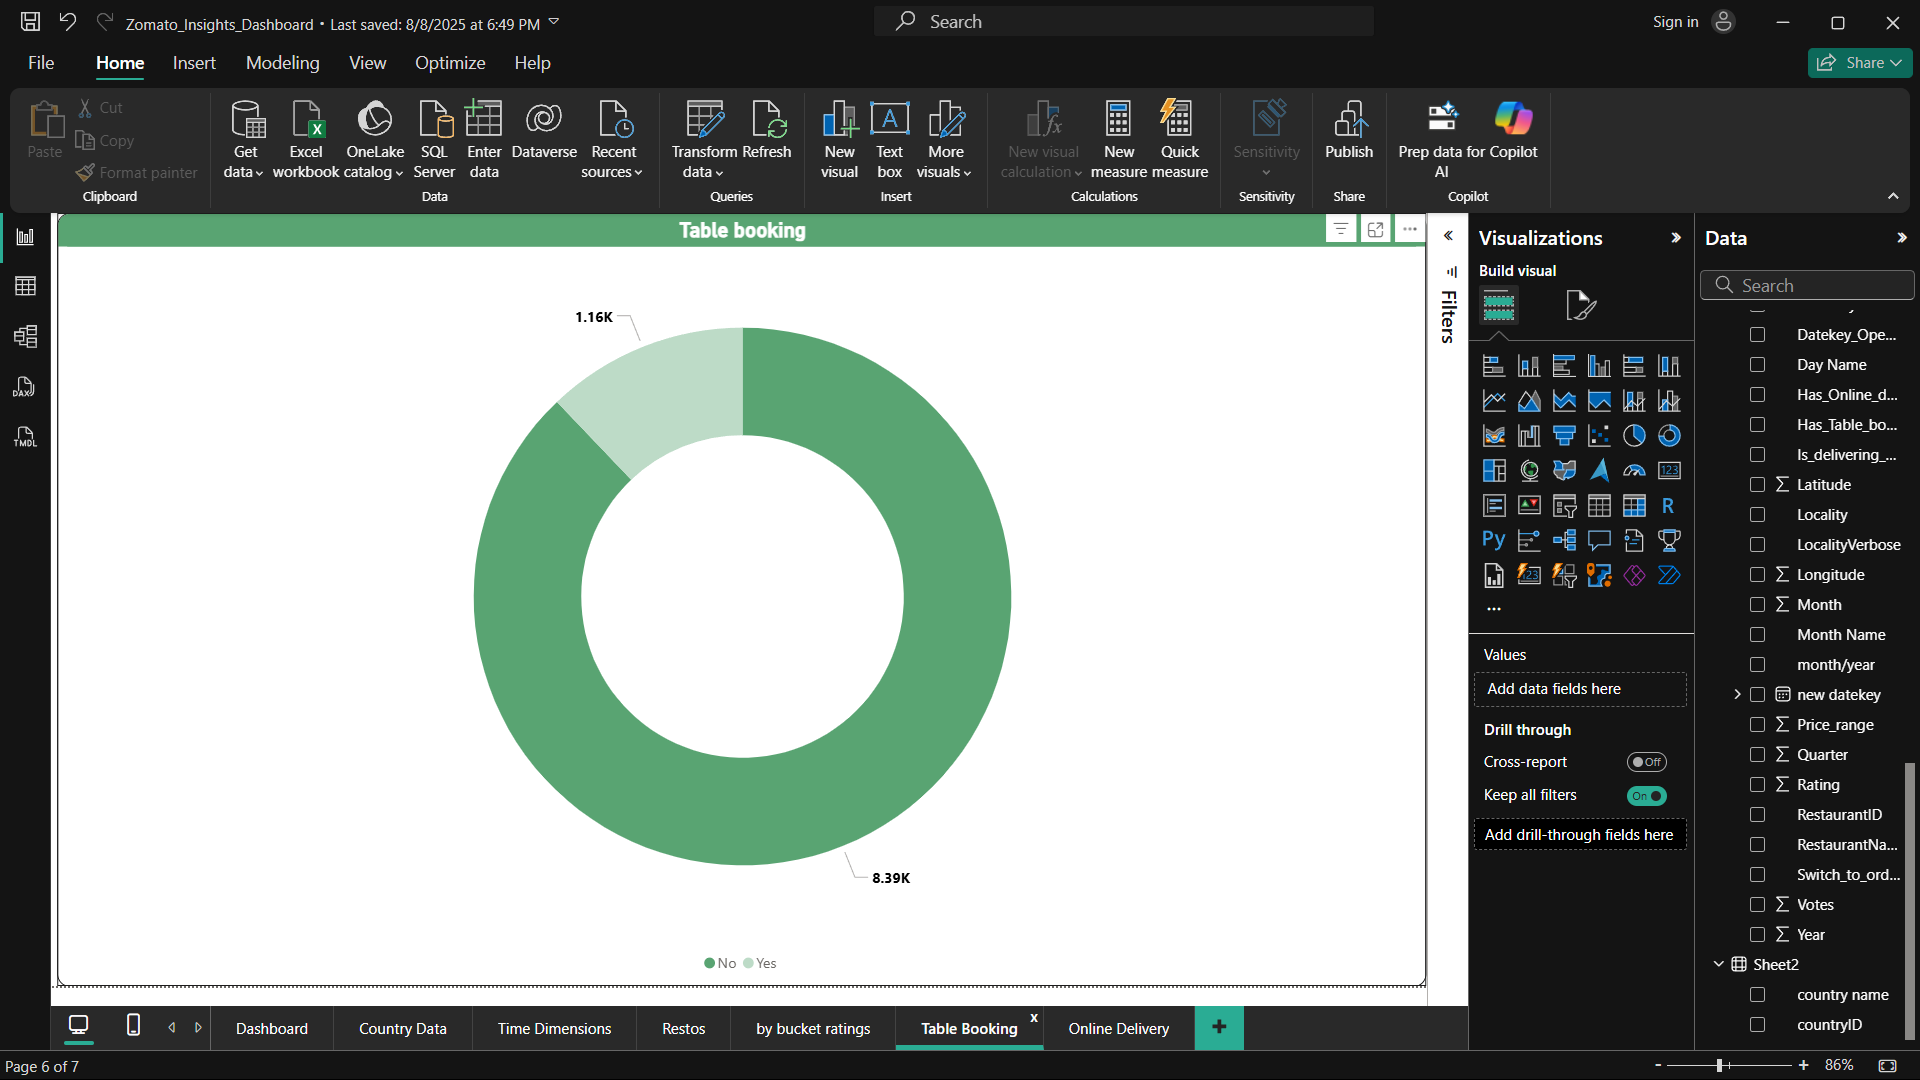 Zomato_Insights_Dashboard • Last saved: 8/8/2025 at 6:49 PM
Search
Sign in
File
Home
Insert
Modeling
View
Optimize
Help
Share
Paste
Cut
Copy
Format painter
Clipboard
Get data
Excel workbook
OneLake catalog
SQL Server
Enter data
Dataverse
Recent sources
Data
Transform data
Refresh
Queries
New visual
Text box
More visuals
Insert
New visual calculation
New measure
Quick measure
Calculations
Sensitivity
Sensitivity
Publish
Share
Prep data for AI
Copilot
Copilot
Table booking
1.16K
8.39K
No
Yes
Filters
Visualizations
Build visual
R
Py
123
Values
Add data fields here
Drill through
Cross-report
Off
Keep all filters
On
Add drill-through fields here
Data
Search
Datekey_Ope...
Day Name
Has_Online_d...
Has_Table_bo...
Is_delivering_...
Latitude
Locality
LocalityVerbose
Longitude
Month
Month Name
month/year
new datekey
Price_range
Quarter
Rating
RestaurantID
RestaurantNa...
Switch_to_ord...
Votes
Year
Sheet2
country name
countryID
DAX
TMDL
Dashboard
Country Data
Time Dimensions
Restos
by bucket ratings
Table Booking
x
Online Delivery
+
Page 6 of 7
- + 86%